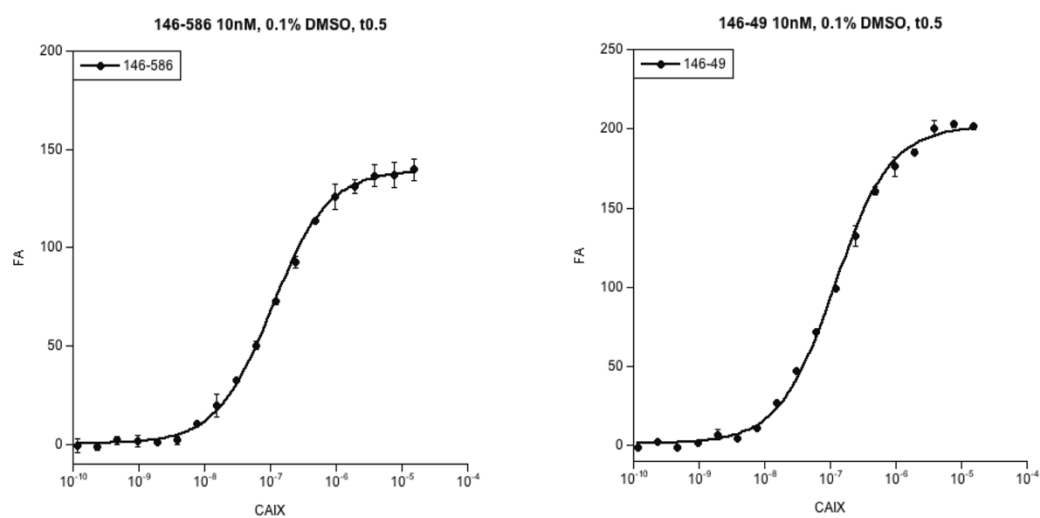 146-586 10nM, 0.1% DMSO, t0.5
200
146-586
150
100
50
0
FA
10⁻¹⁰ 10⁻⁹ 10⁻⁸ 10⁻⁷ 10⁻⁶ 10⁻⁵ 10⁻⁴
CAIX
146-49 10nM, 0.1% DMSO, t0.5
250
146-49
200
150
100
50
0
FA
10⁻¹⁰ 10⁻⁹ 10⁻⁸ 10⁻⁷ 10⁻⁶ 10⁻⁵ 10⁻⁴
CAIX